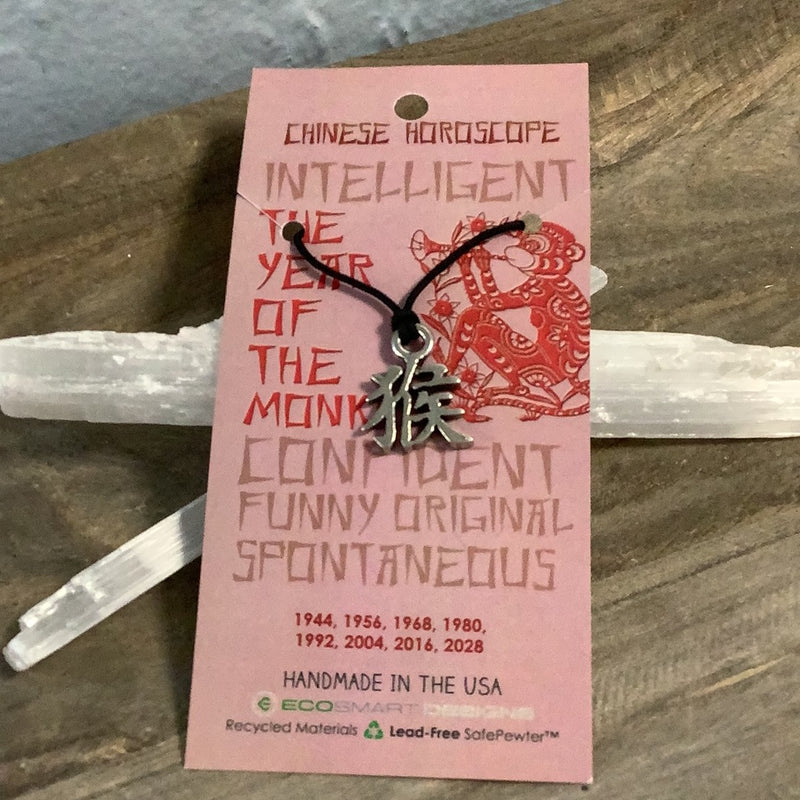 CHINESE HOROSCOPE
INTELLIGENT
THE
YEAR
OF
THE
MONK
猴
CONFIDENT
FUNNY ORIGINAL
SPONTANEOUS
1944, 1956, 1968, 1980,
1992, 2004, 2016, 2028
HANDMADE IN THE USA
ECOSMART DESIGNS
Recycled Materials Lead-Free SafePewter™